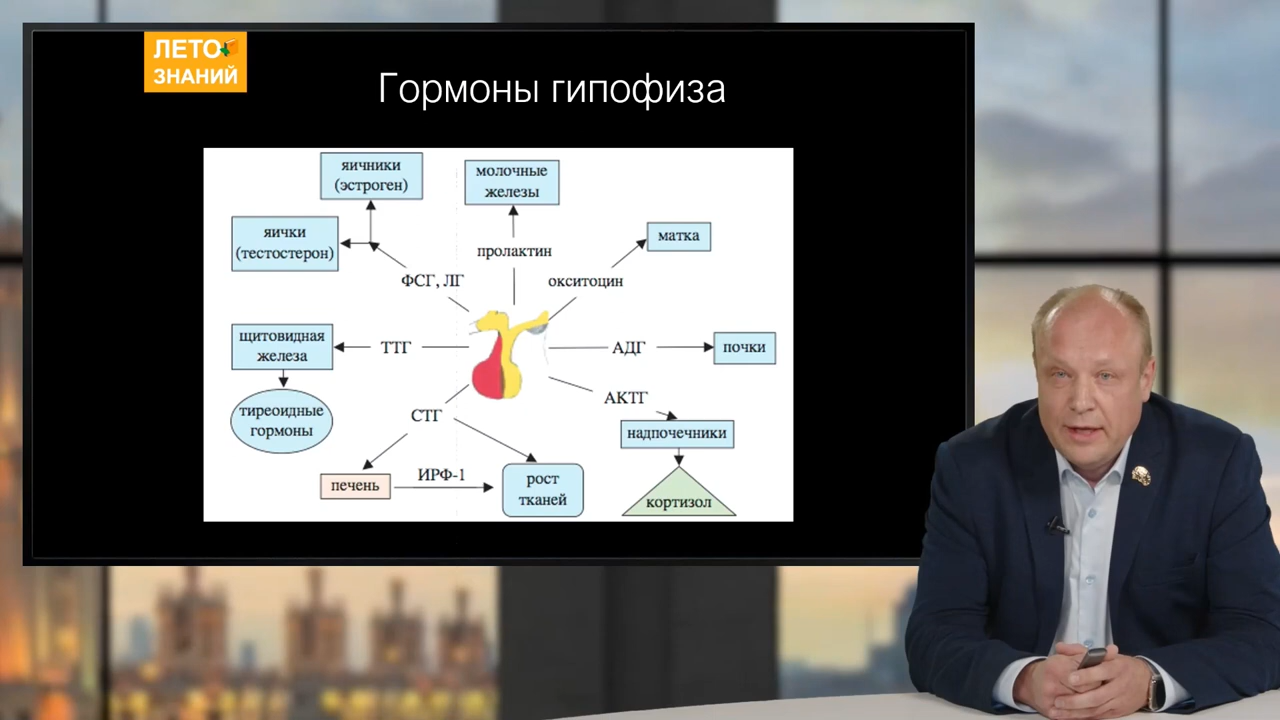 ЛЕТО
ЗНАНИЙ
Гормоны гипофиза
яичники
(эстроген)
молочные
железы
яички
(тестостерон)
матка
пролактин
ФСГ, ЛГ
окситоцин
щитовидная
железа
ТТГ
АДГ
почки
тиреоидные
гормоны
СТГ
АКТГ
надпочечники
печень
ИРФ-1
рост
тканей
кортизол